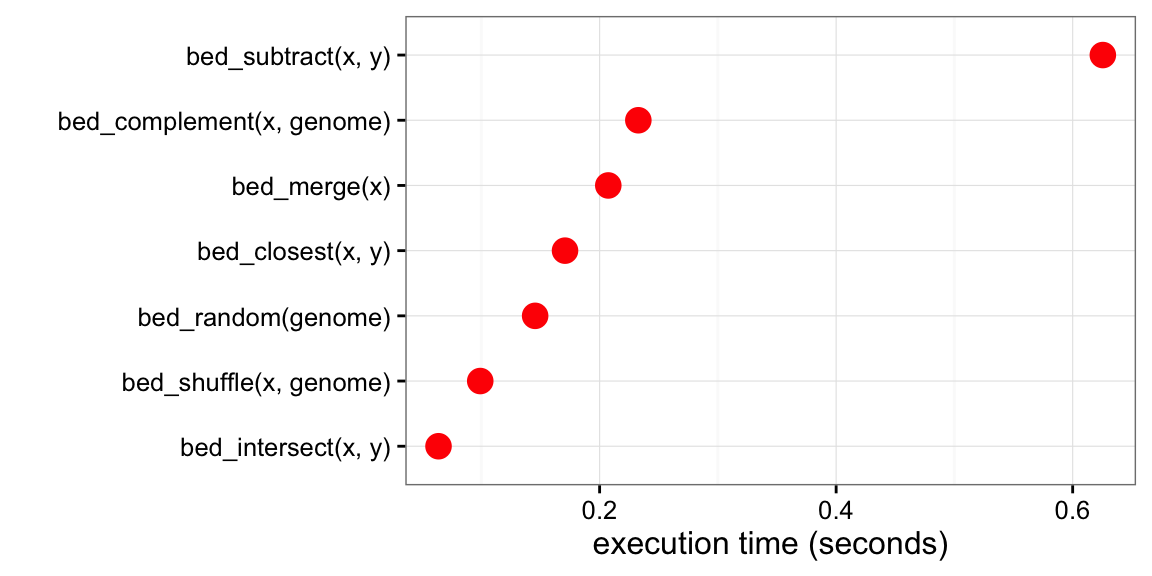 bed_subtract(x, y)
bed_complement(x, genome)
bed_merge(x)
bed_closest(x, y)
bed_random(genome)
bed_shuffle(x, genome)
bed_intersect(x, y)
0.2 0.4 0.6
execution time (seconds)